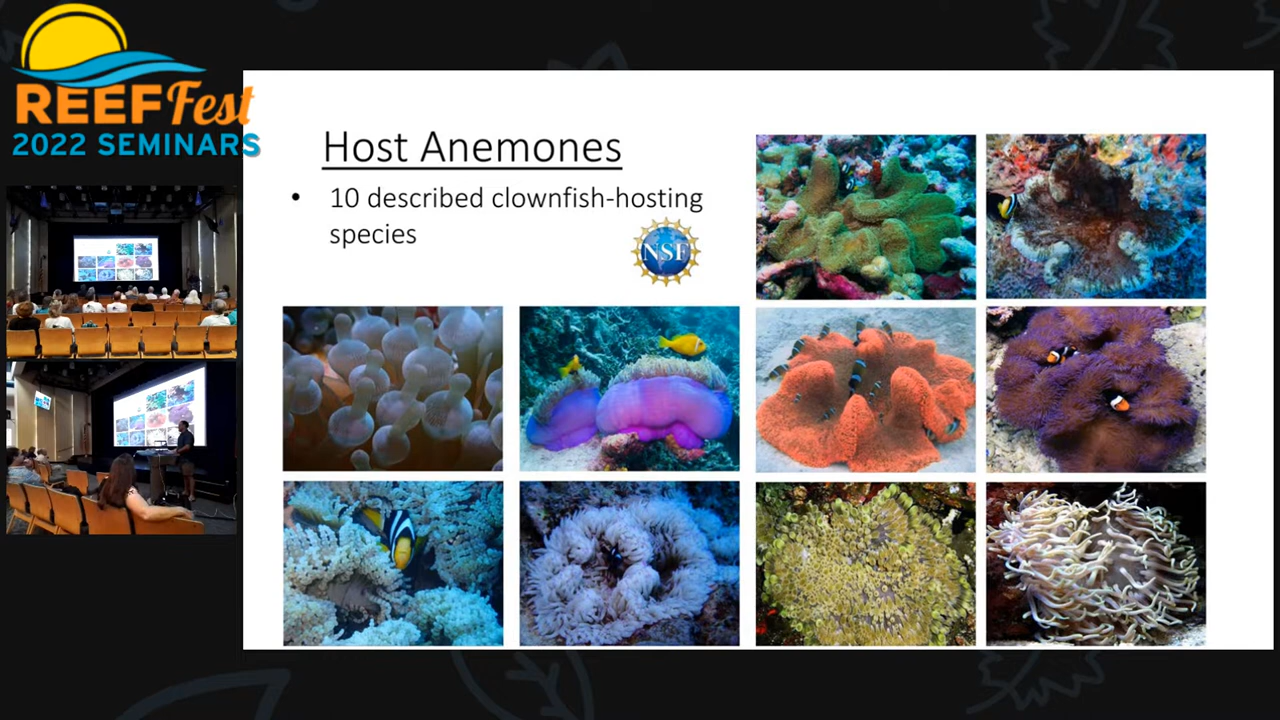 REEF Fest
2022 SEMINARS
Host Anemones
• 10 described clownfish-hosting
species
NSF